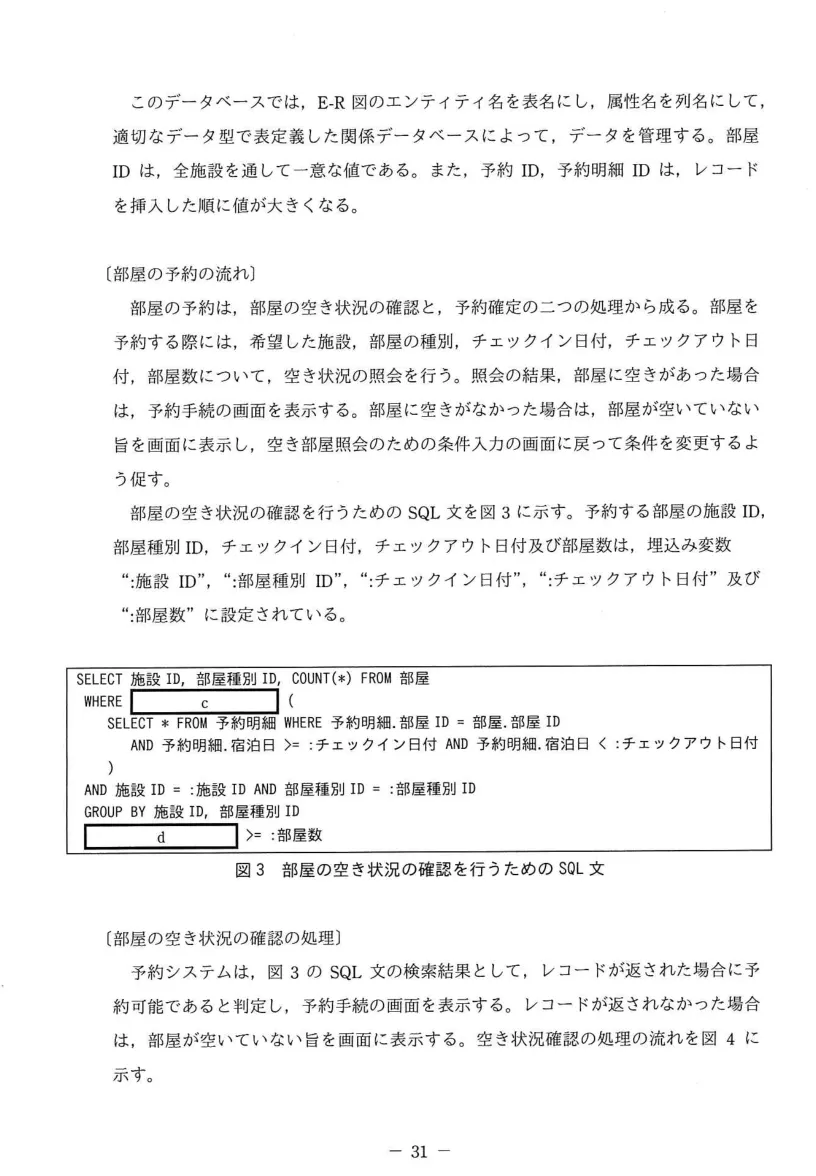 このデータベースでは，E-R 図のエンティティ名を表名にし，属性名を列名にして，
適切なデータ型で表定義した関係データベースによって，データを管理する。部屋
ID は，全施設を通して一意な値である。また，予約 ID，予約明細 ID は，レコード
を挿入した順に値が大きくなる。
〔部屋の予約の流れ〕
部屋の予約は，部屋の空き状況の確認と，予約確定の二つの処理から成る。部屋を
予約する際には，希望した施設，部屋の種別，チェックイン日付，チェックアウト日
付，部屋数について，空き状況の照会を行う。照会の結果，部屋に空きがあった場合
は，予約手続の画面を表示する。部屋に空きがなかった場合は，部屋が空いていない
旨を画面に表示し，空き部屋照会のための条件入力の画面に戻って条件を変更するよ
う促す。
部屋の空き状況の確認を行うための SQL 文を図 3 に示す。予約する部屋の施設 ID，
部屋種別 ID，チェックイン日付，チェックアウト日付及び部屋数は，埋込み変数
“:施設 ID”，“:部屋種別 ID”，“:チェックイン日付”，“:チェックアウト日付” 及び
“:部屋数” に設定されている。
SELECT 施設 ID, 部屋種別 ID, COUNT(*) FROM 部屋
WHERE c (
SELECT * FROM 予約明細 WHERE 予約明細.部屋 ID = 部屋.部屋 ID
AND 予約明細.宿泊日 >= :チェックイン日付 AND 予約明細.宿泊日 < :チェックアウト日付
)
AND 施設 ID = :施設 ID AND 部屋種別 ID = :部屋種別 ID
GROUP BY 施設 ID, 部屋種別 ID
d >= :部屋数
図 3　部屋の空き状況の確認を行うための SQL 文
〔部屋の空き状況の確認の処理〕
予約システムは，図 3 の SQL 文の検索結果として，レコードが返された場合に予
約可能であると判定し，予約手続の画面を表示する。レコードが返されなかった場合
は，部屋が空いていない旨を画面に表示する。空き状況確認の処理の流れを図 4 に
示す。
－ 31 －